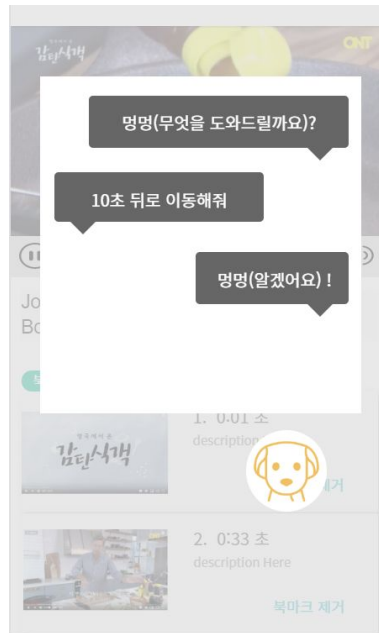 감탄식객
ONT
멍멍(무엇을 도와드릴까요)?
10초 뒤로 이동해줘
멍멍(알겠어요) !
Jo
Bo
1. 0:01 초
description
감탄식객
제거
2. 0:33 초
description Here
북마크 제거